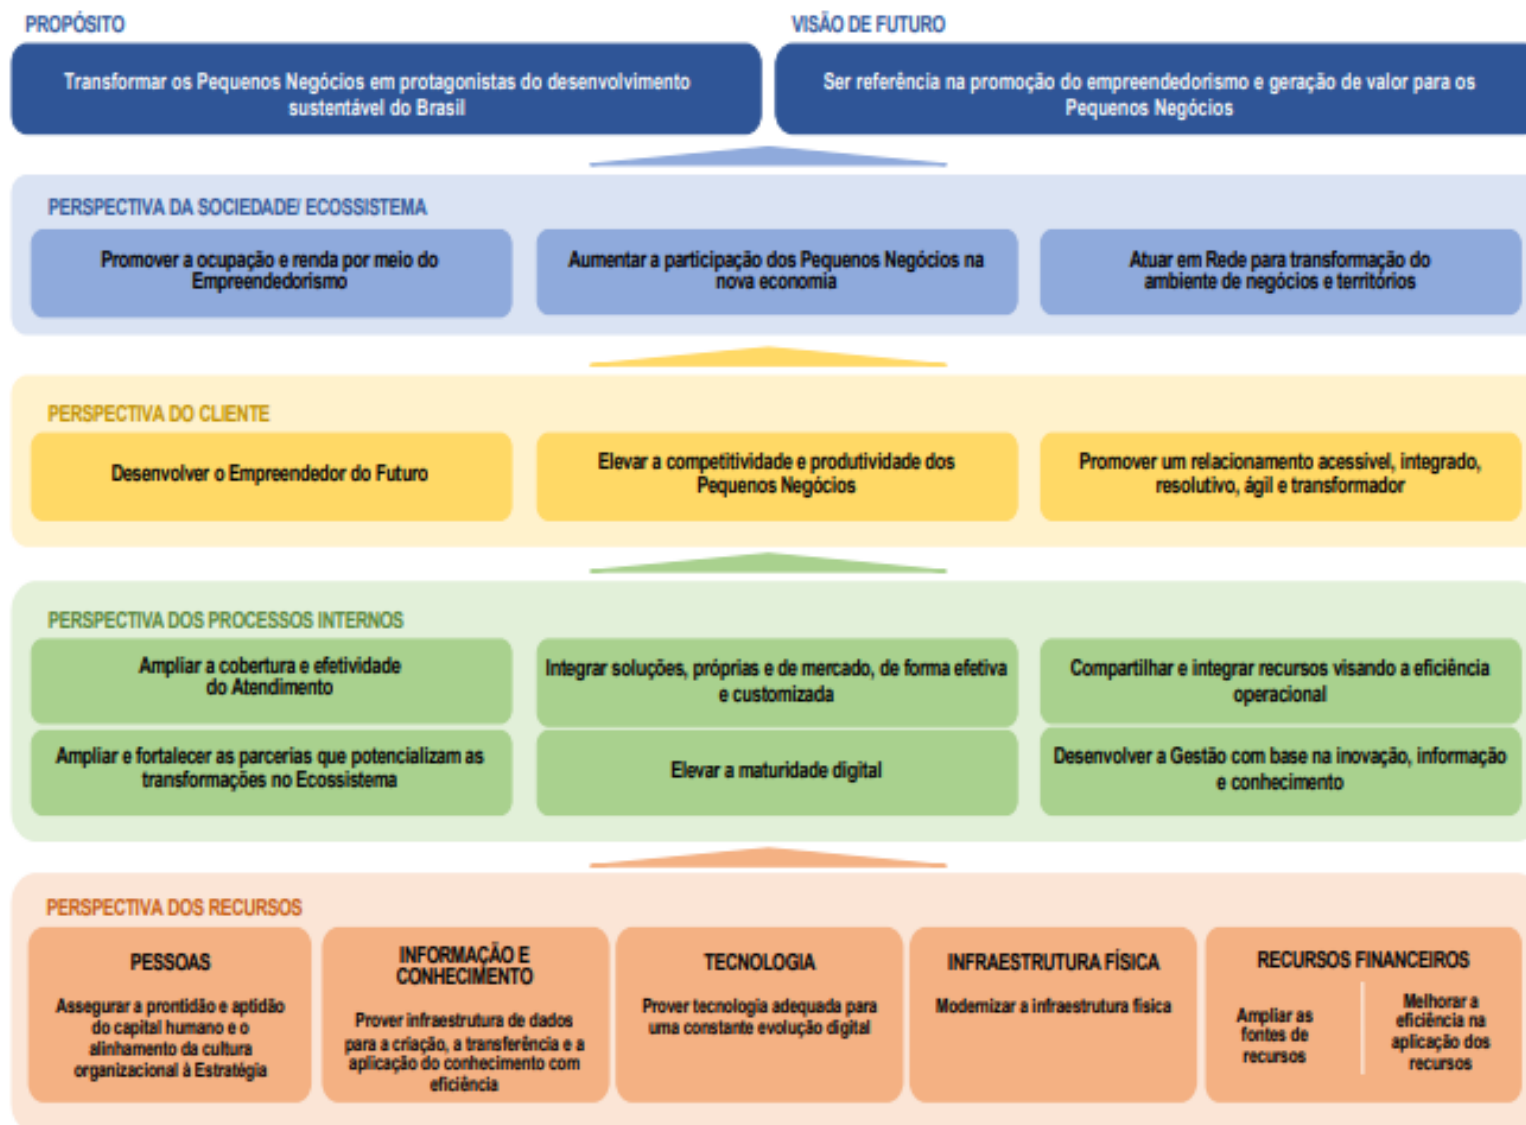 PROPÓSITO
Transformar os Pequenos Negócios em protagonistas do desenvolvimento
sustentável do Brasil
VISÃO DE FUTURO
Ser referência na promoção do empreendedorismo e geração de valor para os
Pequenos Negócios
PERSPECTIVA DA SOCIEDADE/ ECOSSISTEMA
Promover a ocupação e renda por meio do
Empreendedorismo
Aumentar a participação dos Pequenos Negócios na
nova economia
Atuar em Rede para transformação do
ambiente de negócios e territórios
PERSPECTIVA DO CLIENTE
Desenvolver o Empreendedor do Futuro
Elevar a competitividade e produtividade dos
Pequenos Negócios
Promover um relacionamento acessível, integrado,
resolutivo, ágil e transformador
PERSPECTIVA DOS PROCESSOS INTERNOS
Ampliar a cobertura e efetividade
do Atendimento
Integrar soluções, próprias e de mercado, de forma efetiva
e customizada
Compartilhar e integrar recursos visando a eficiência
operacional
Ampliar e fortalecer as parcerias que potencializam as
transformações no Ecossistema
Elevar a maturidade digital
Desenvolver a Gestão com base na inovação, informação
e conhecimento
PERSPECTIVA DOS RECURSOS
PESSOAS
Assegurar a prontidão e aptidão
do capital humano e o
alinhamento da cultura
organizacional à Estratégia
INFORMAÇÃO E
CONHECIMENTO
Prover infraestrutura de dados
para a criação, a transferência e a
aplicação do conhecimento com
eficiência
TECNOLOGIA
Prover tecnologia adequada para
uma constante evolução digital
INFRAESTRUTURA FÍSICA
Modernizar a infraestrutura física
RECURSOS FINANCEIROS
Ampliar as
fontes de
recursos
Melhorar a
eficiência na
aplicação dos
recursos